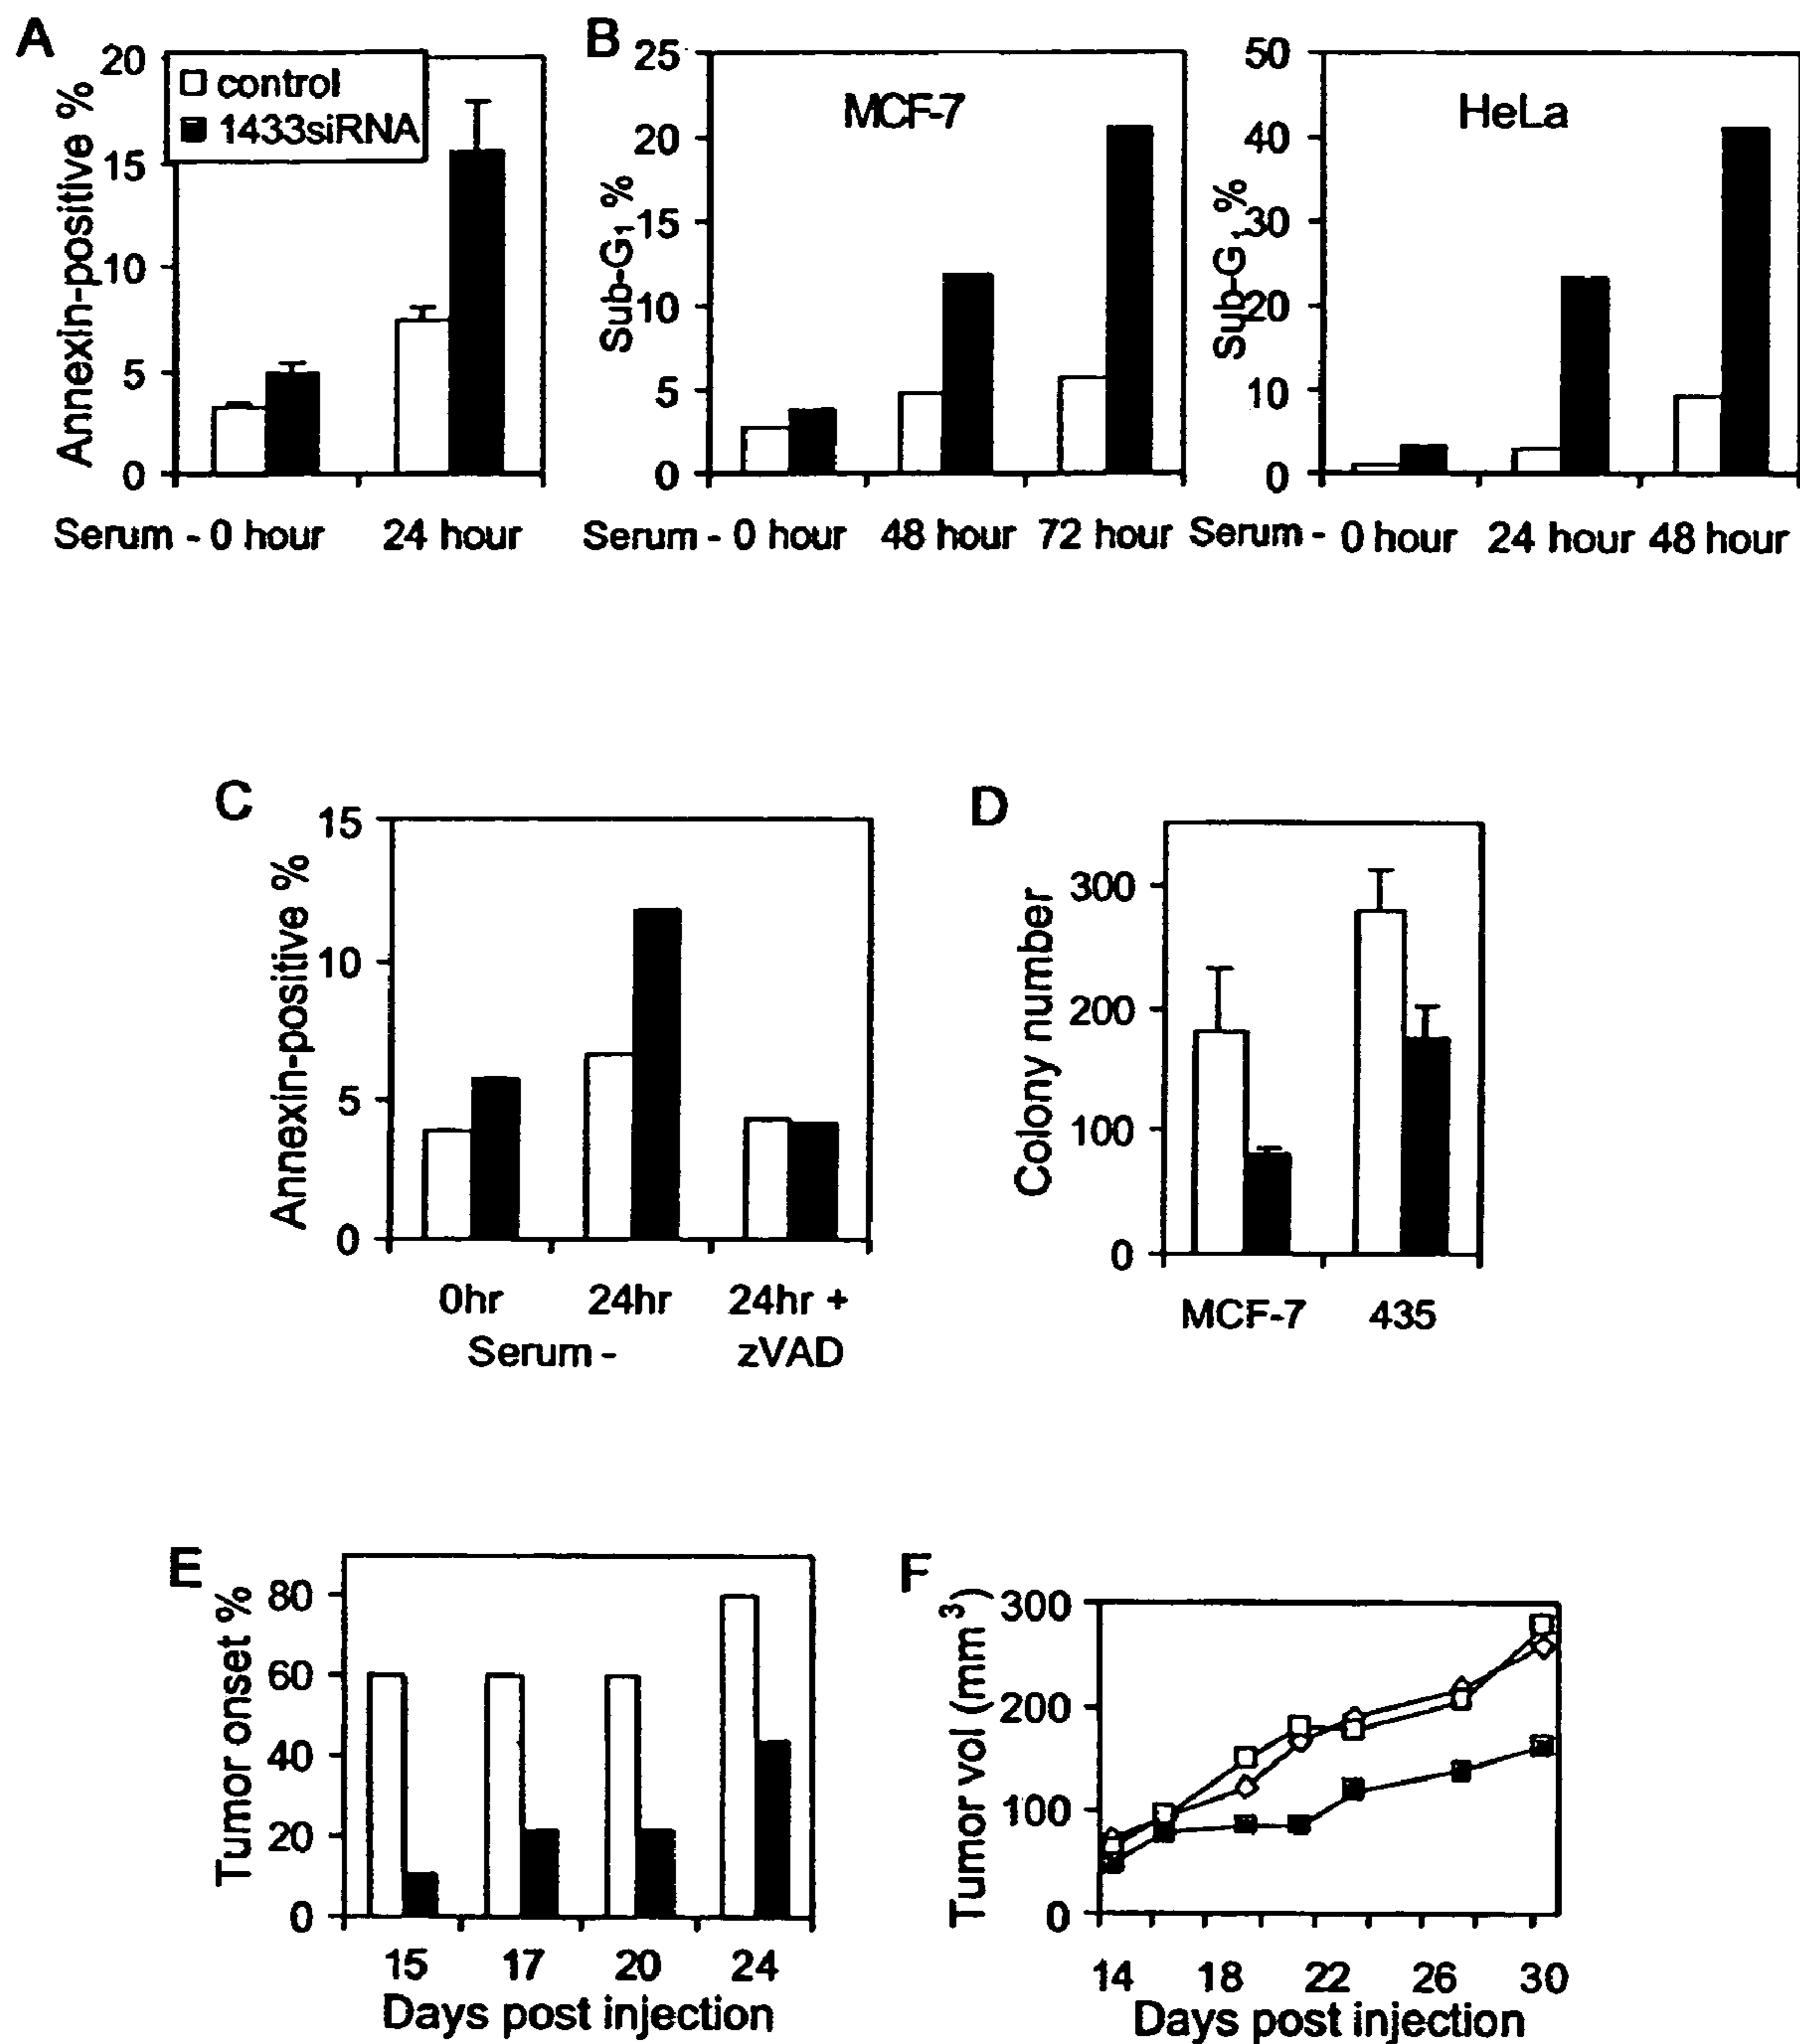 A
20
15
10
5
0
Annexin-positive %
control
1433siRNA
Serum - 0 hour 24 hour
B
25
20
15
10
5
0
Sub-G1 %
MCF-7
Serum - 0 hour 48 hour 72 hour
50
40
30
20
10
0
Sub-G1 %
HeLa
Serum - 0 hour 24 hour 48 hour
C
15
10
5
0
Annexin-positive %
0hr 24hr 24hr +
Serum - zVAD
D
300
200
100
0
Colony number
MCF-7 435
E
80
60
40
20
0
Tumor onset %
15 17 20 24
Days post injection
F
300
200
100
0
Tumor vol (mm 3)
14 18 22 26 30
Days post injection